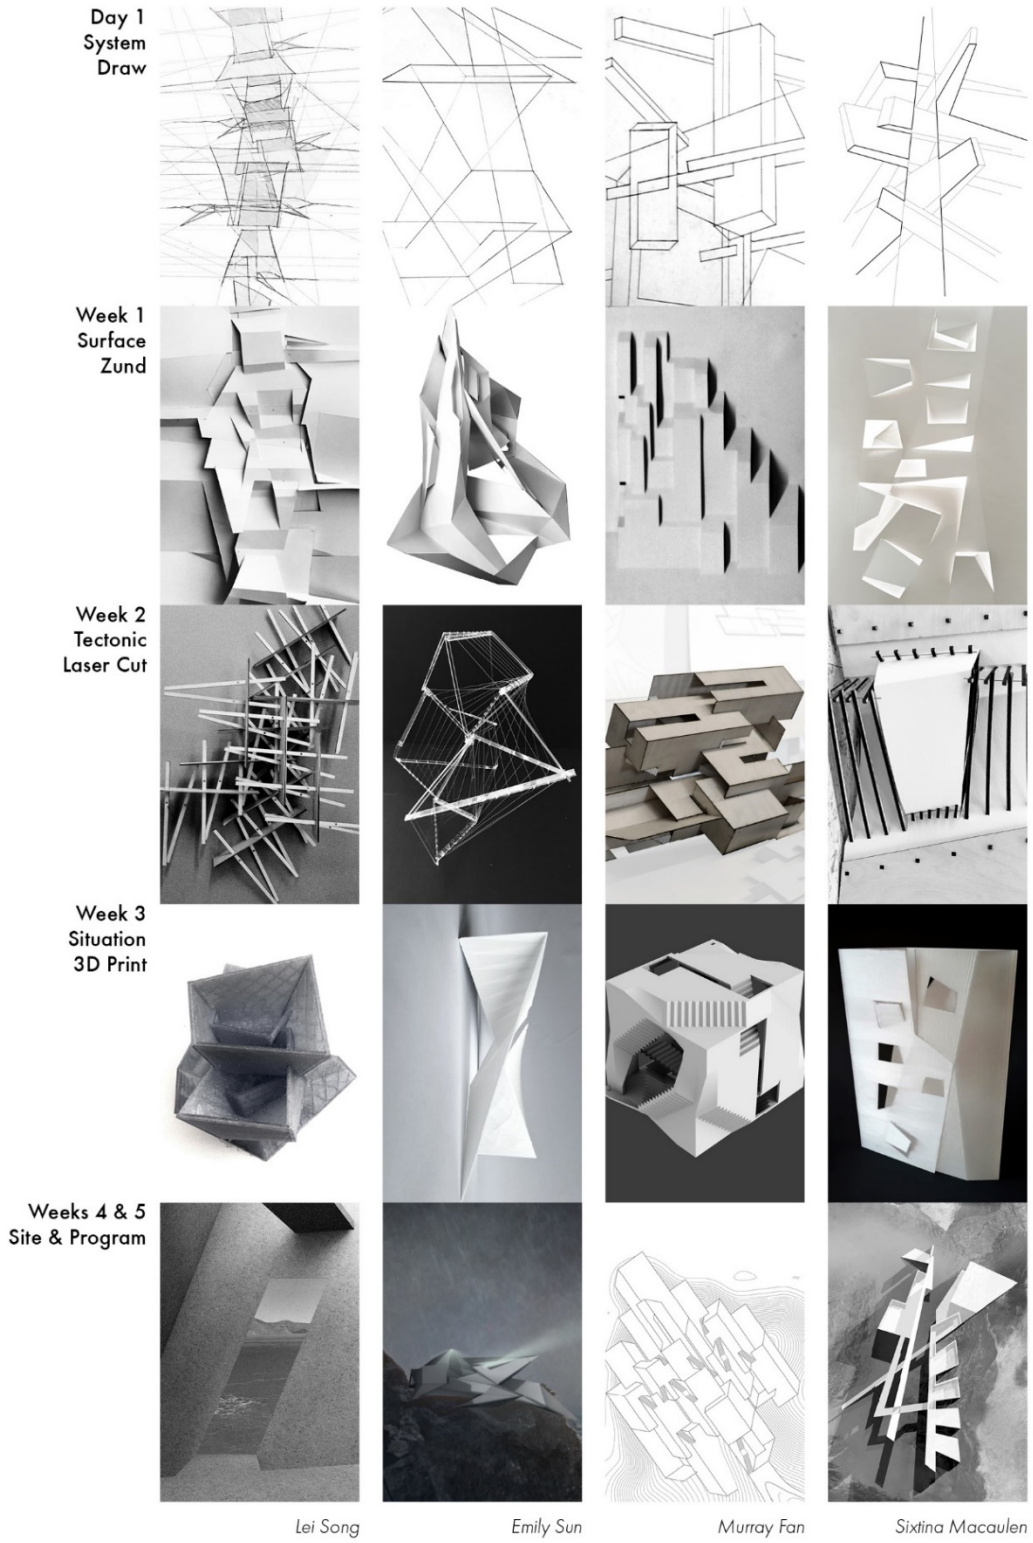 Day 1
System
Draw
Week 1
Surface
Zund
Week 2
Tectonic
Laser Cut
Week 3
Situation
3D Print
Weeks 4 & 5
Site & Program
Lei Song
Emily Sun
Murray Fan
Sixtina Macaulen